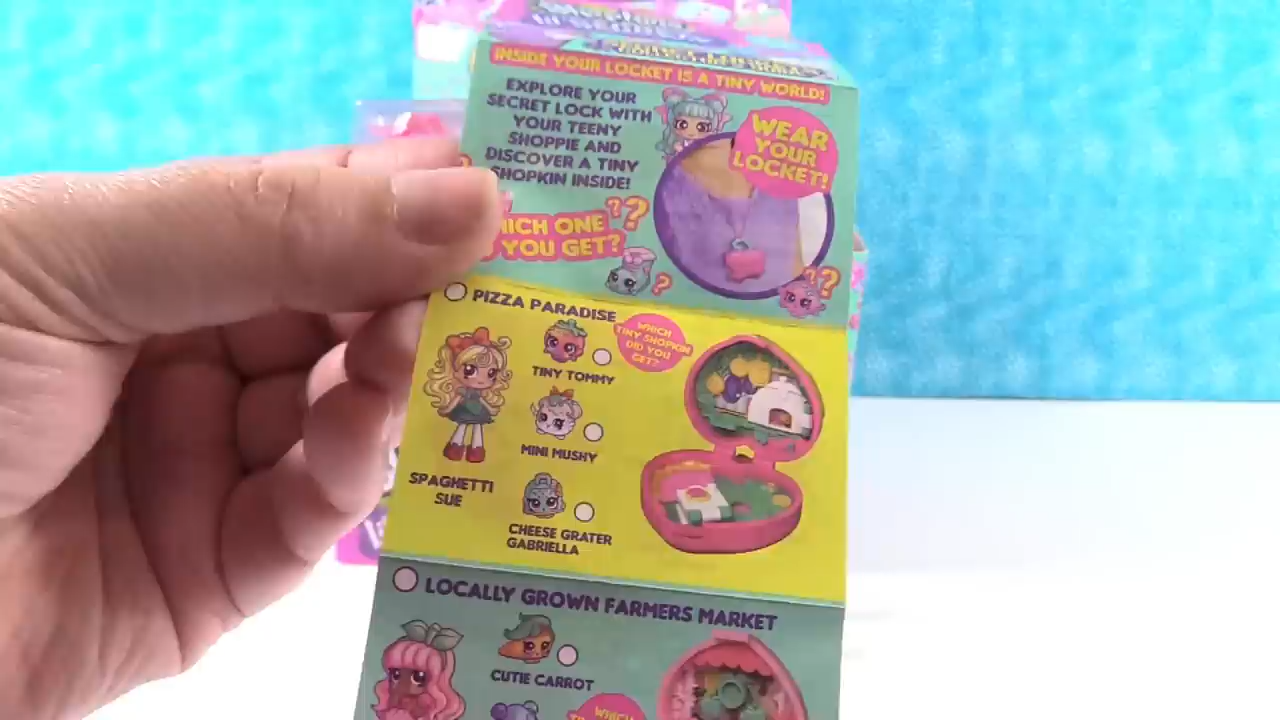 INSIDE YOUR LOCKET IS A TINY WORLD!
EXPLORE YOUR
SECRET LOCK WITH
YOUR TEENY
SHOPPIE AND
DISCOVER A TINY
SHOPKIN INSIDE!
WEAR
YOUR
LOCKET!
ONE
YOU GET?
??
?
??
PIZZA PARADISE
WHICH
TINY SHOPKIN
DID YOU
GET?
TINY TOMMY
MINI MUSHY
SPAGHETTI
SUE
CHEESE GRATER
GABRIELLA
LOCALLY GROWN FARMERS MARKET
CUTIE CARROT
WHICH